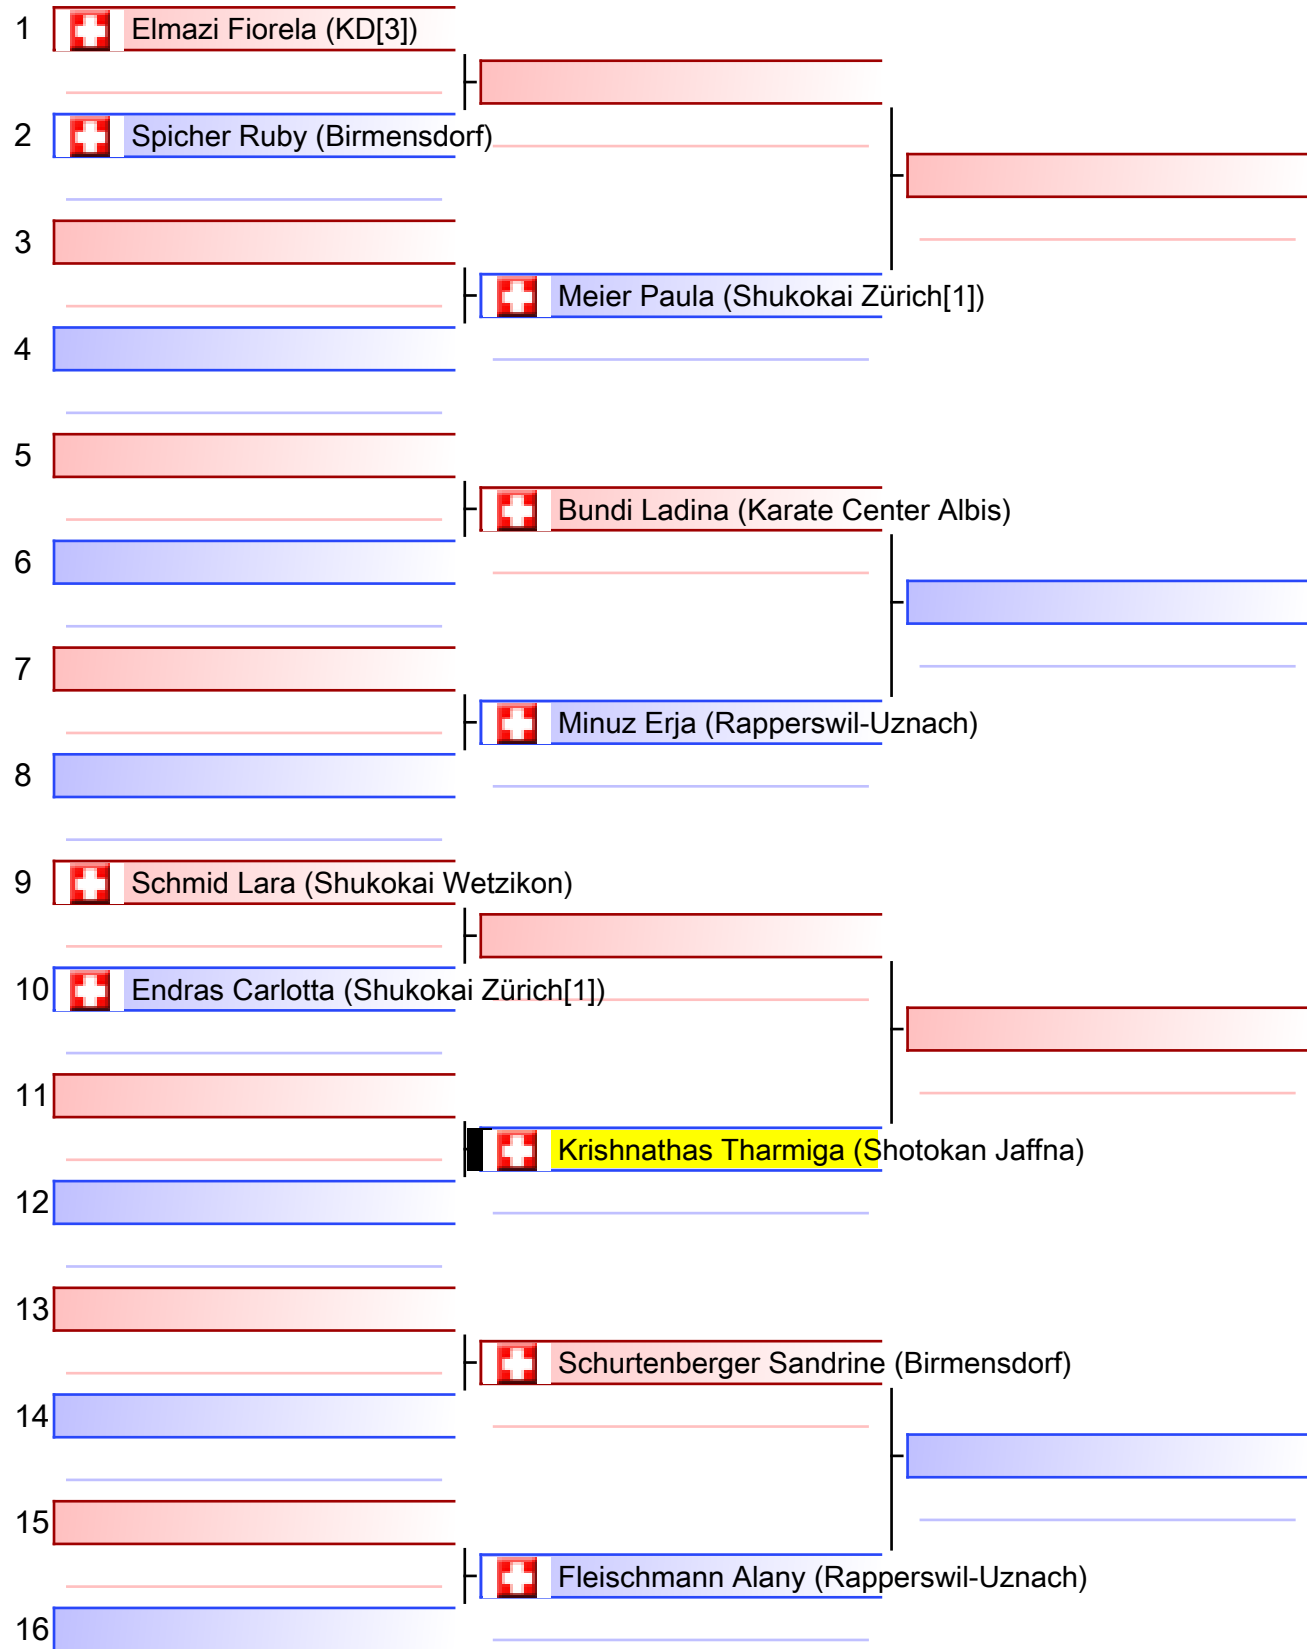 1 Elmazi Fiorela (KD[3])
2 Spicher Ruby (Birmensdorf)
3
Meier Paula (Shukokai Zürich[1])
4
5
Bundi Ladina (Karate Center Albis)
6
7
Minuz Erja (Rapperswil-Uznach)
8
9 Schmid Lara (Shukokai Wetzikon)
10 Endras Carlotta (Shukokai Zürich[1])
11
Krishnathas Tharmiga (Shotokan Jaffna)
12
13
Schurtenberger Sandrine (Birmensdorf)
14
15
Fleischmann Alany (Rapperswil-Uznach)
16